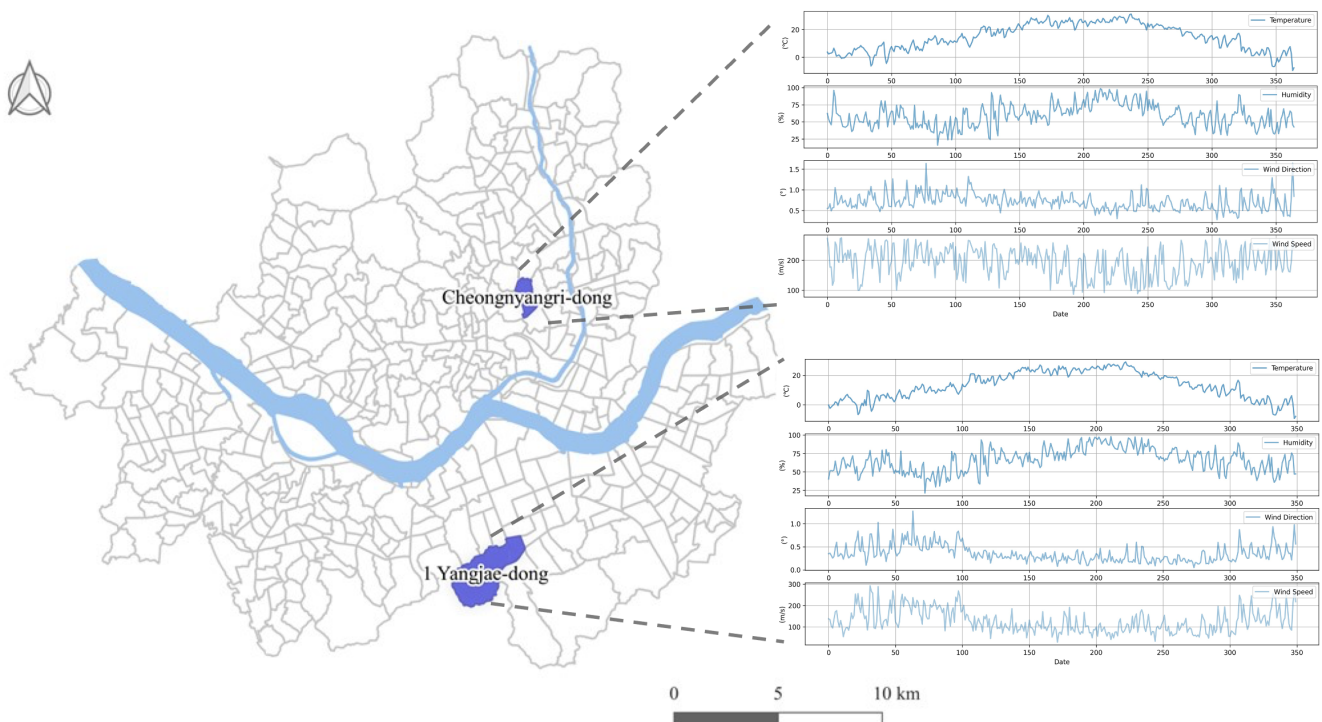 Temperature
(℃)
20
0
0 50 100 150 200 250 300 350
Humidity
(%)
100
75
50
25
0 50 100 150 200 250 300 350
Wind Direction
(°)
1.5
1.0
0.5
0 50 100 150 200 250 300 350
Wind Speed
(m/s)
200
100
0 50 100 150 200 250 300 350
Date
Cheongnyangri-dong
Temperature
(℃)
20
0
0 50 100 150 200 250 300 350
Humidity
(%)
100
75
50
25
0 50 100 150 200 250 300 350
Wind Direction
(°)
1.0
0.5
0.0
0 50 100 150 200 250 300 350
Wind Speed
(m/s)
300
200
100
0 50 100 150 200 250 300 350
Date
1 Yangjae-dong
0 5 10 km